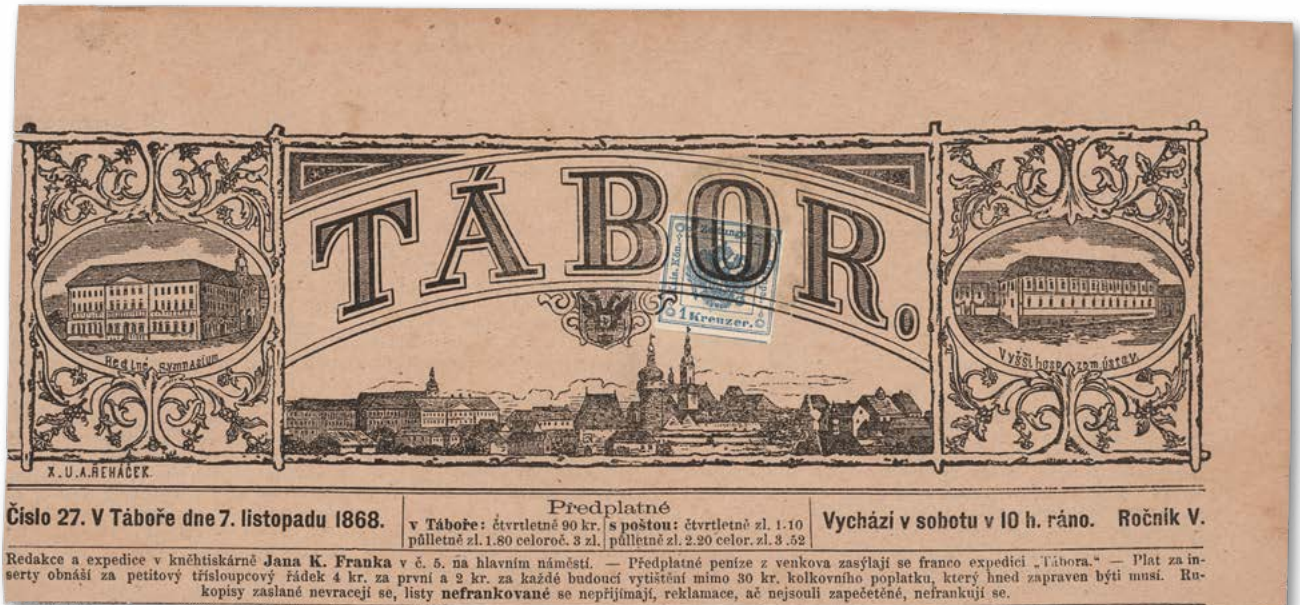 TÁBOR.
Zeitungs
Kais. Kön.
1 Kreuzer.
Reálné Gymnasium
Vyšší hosp. zem. ústav
X.U.A.ŘEHÁČEK.
Číslo 27. V Táboře dne 7. listopadu 1868.
Předplatné
v Táboře: čtvrtletně 90 kr.
půlletně zl. 1.80 celoroč. 3 zl.
s poštou: čtvrtletně zl. 1·10
půlletně zl. 2.20 celor. zl. 3.52
Vychází v sobotu v 10 h. ráno. Ročník V.
Redakce a expedice v kněhtiskárně Jana K. Franka v č. 5. na hlavním náměstí. — Předplatné peníze z venkova zasýlají se franco expedici „Tábora.“ — Plat za in-
serty obnáší za petitový třísloupcový řádek 4 kr. za první a 2 kr. za každé budoucí vytištění mimo 30 kr. kolkovního poplatku, který hned zapraven býti musí. Ru-
kopisy zaslané nevracejí se, listy nefrankované se nepřijímají, reklamace, ač nejsouli zapečetěné, nefrankují se.